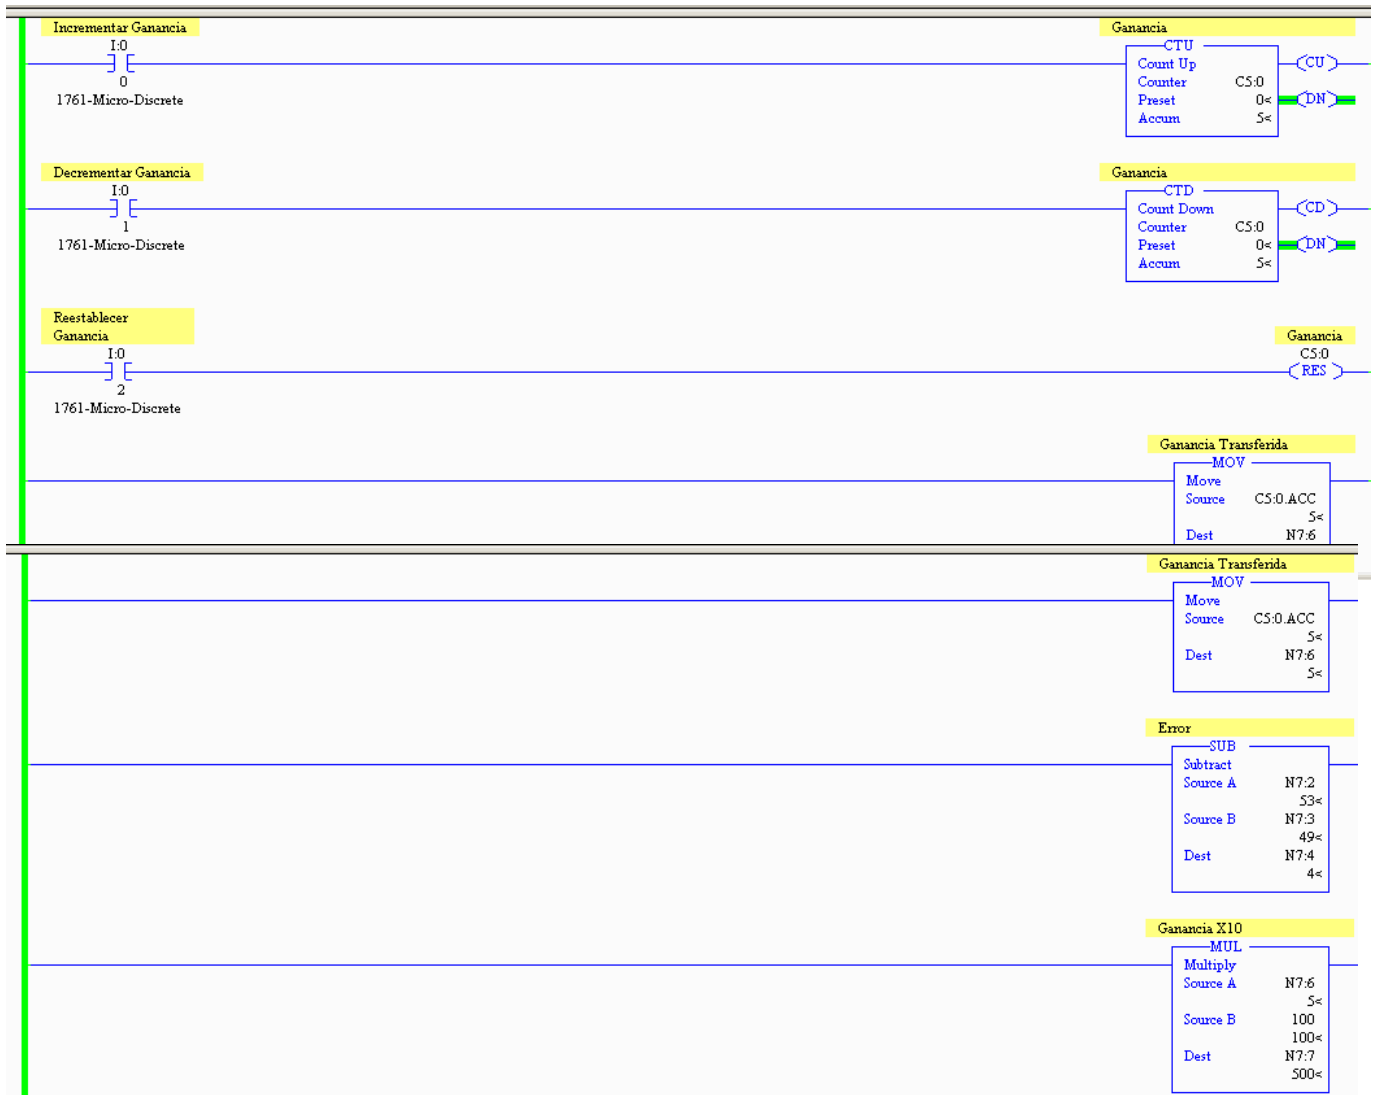 Incrementar Ganancia
I:0
0
1761-Micro-Discrete
Ganancia
CTU
Count Up
Counter C5:0
Preset 0<
Accum 5<
CU
DN
Decrementar Ganancia
I:0
1
1761-Micro-Discrete
Ganancia
CTD
Count Down
Counter C5:0
Preset 0<
Accum 5<
CD
DN
Reestablecer
Ganancia
I:0
2
1761-Micro-Discrete
Ganancia
C5:0
RES
Ganancia Transferida
MOV
Move
Source C5:0.ACC
5<
Dest N7:6
Ganancia Transferida
MOV
Move
Source C5:0.ACC
5<
Dest N7:6
5<
Error
SUB
Subtract
Source A N7:2
53<
Source B N7:3
49<
Dest N7:4
4<
Ganancia X10
MUL
Multiply
Source A N7:6
5<
Source B 100
100<
Dest N7:7
500<